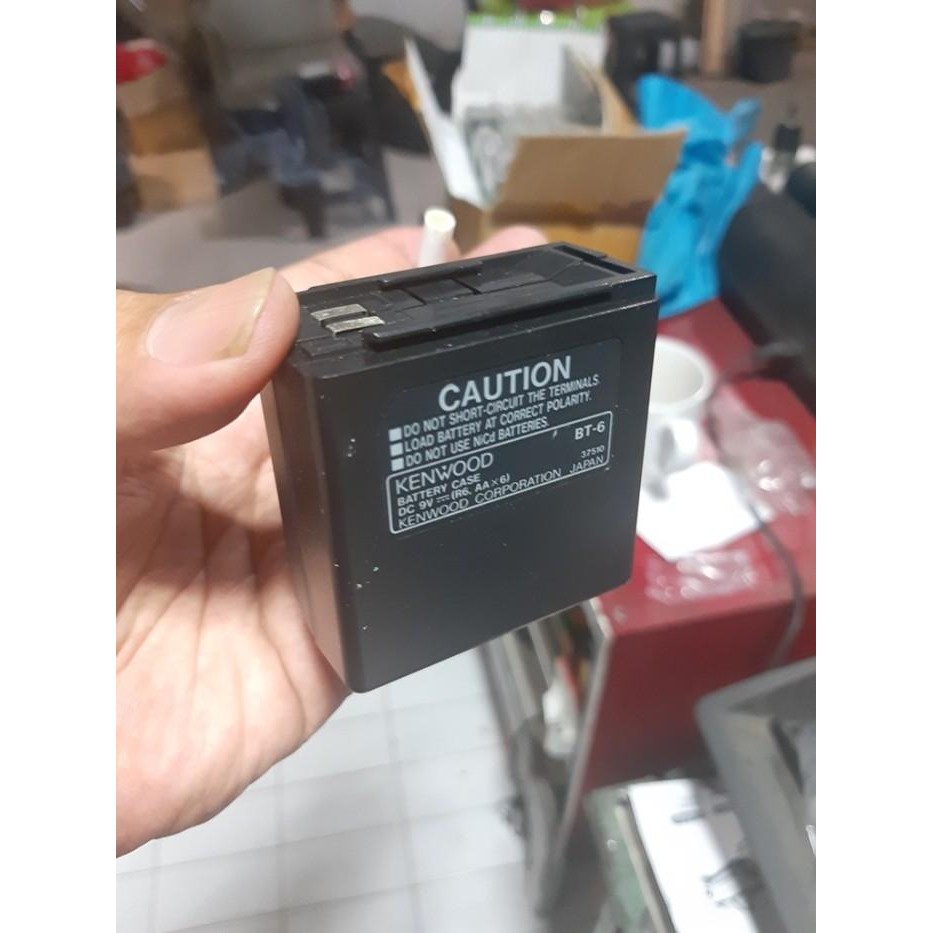 CAUTION
■ DO NOT SHORT-CIRCUIT THE TERMINALS
■ LOAD BATTERY AT CORRECT POLARITY.
■ DO NOT USE NiCd BATTERIES.
KENWOOD BT-6
BATTERY CASE 37510
DC 9V ⎓ (R6, AA×6)
KENWOOD CORPORATION JAPAN